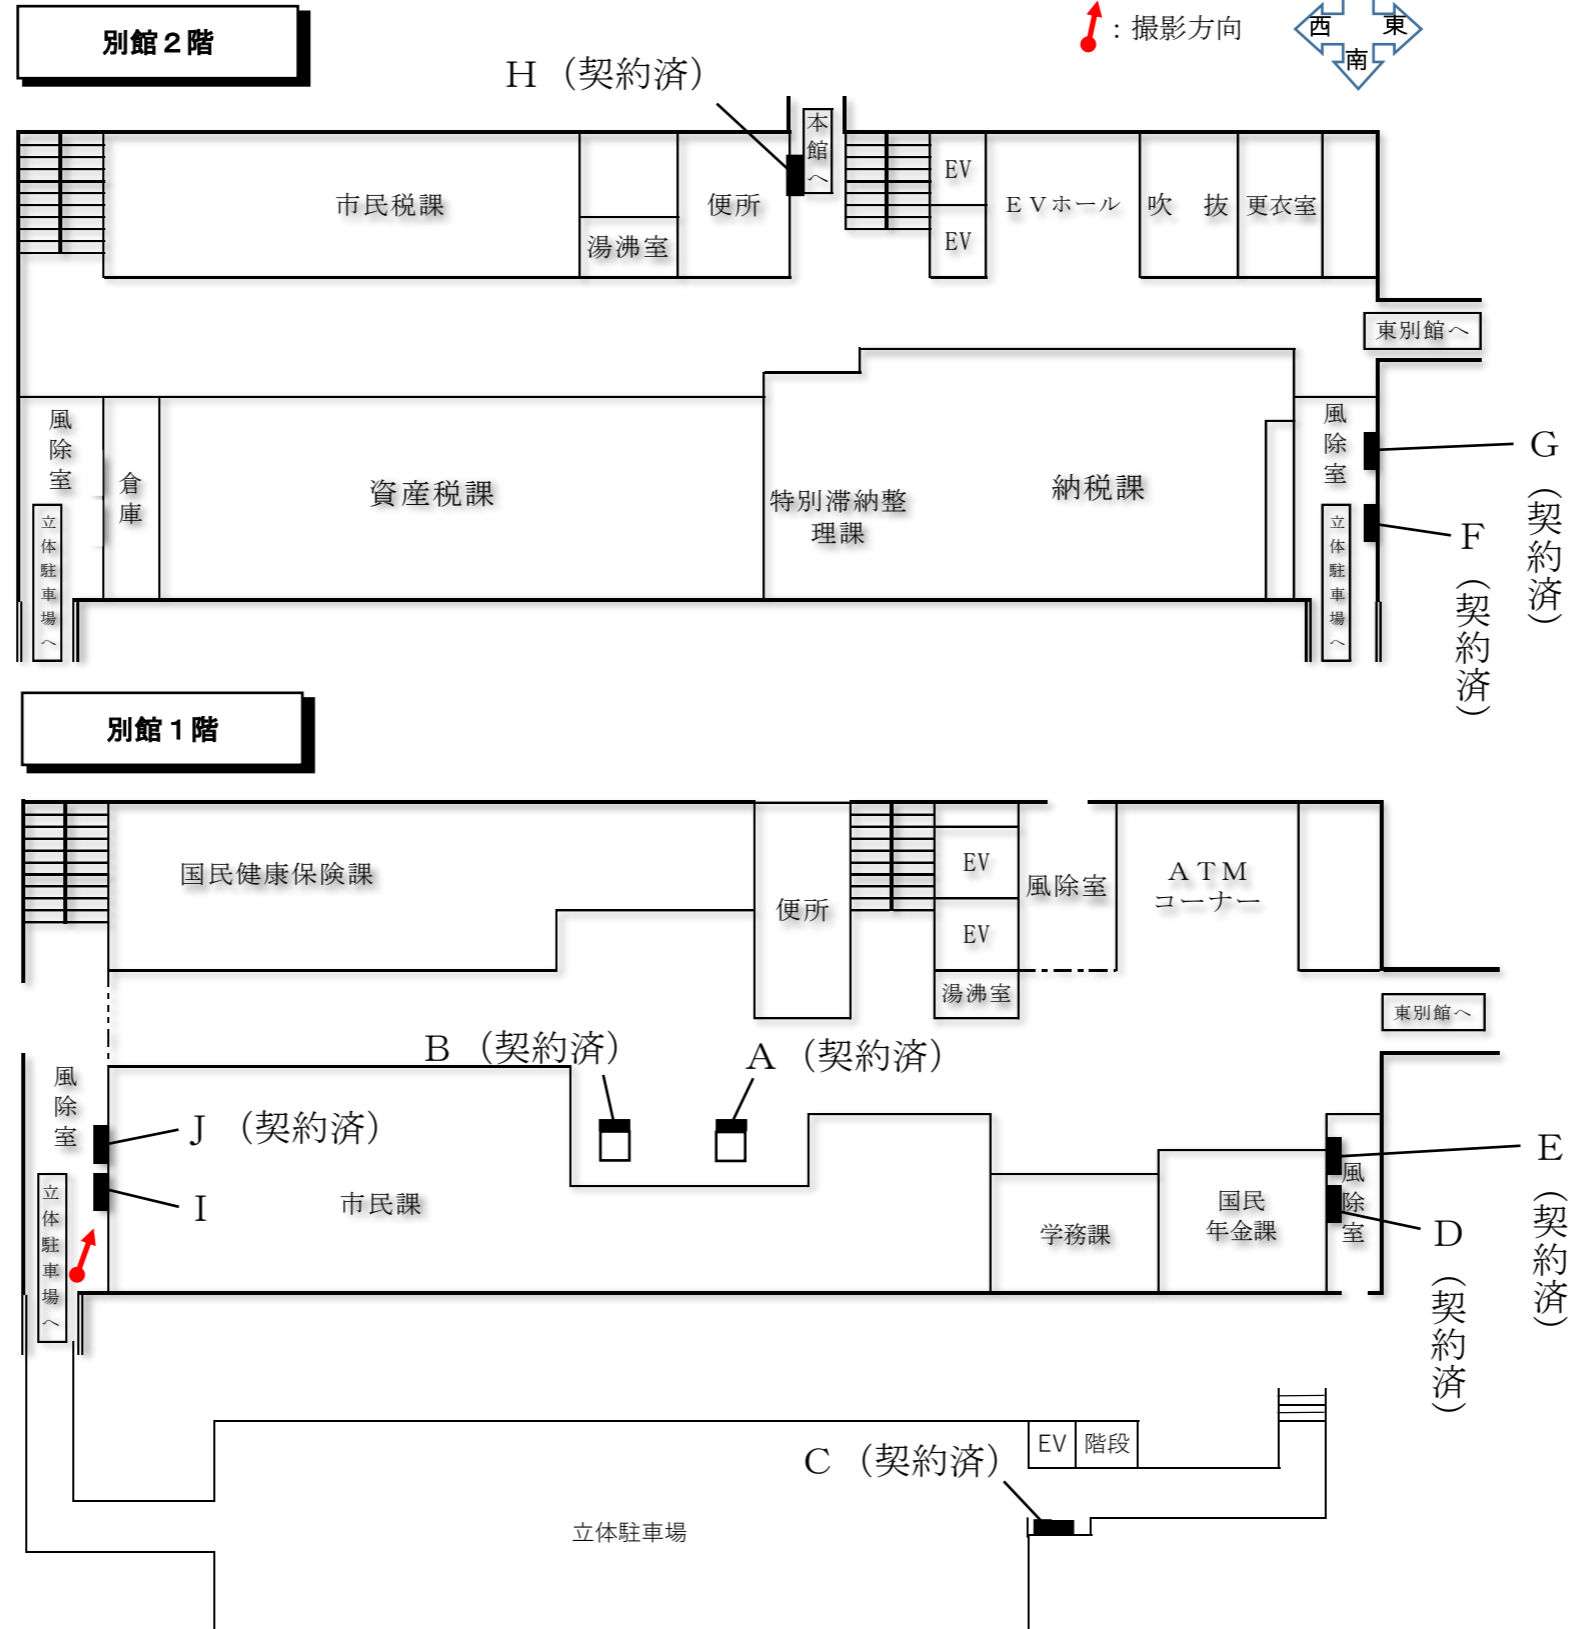 別館２階
：撮影方向
西
東
南
H （契約済）
本館へ
市民税課
湯沸室
便所
EV
EV
ＥＶホール
吹 抜
更衣室
東別館へ
風除室
倉庫
資産税課
特別滞納整
理課
納税課
風除室
立体駐車場へ
立体駐車場へ
G （契約済）
F （契約済）
別館１階
国民健康保険課
便所
EV
EV
湯沸室
風除室
ＡＴＭ
コーナー
東別館へ
B （契約済）
A （契約済）
風除室
J （契約済）
I
立体駐車場へ
市民課
学務課
国民
年金課
風除室
E （契約済）
D （契約済）
C （契約済）
EV
階段
立体駐車場